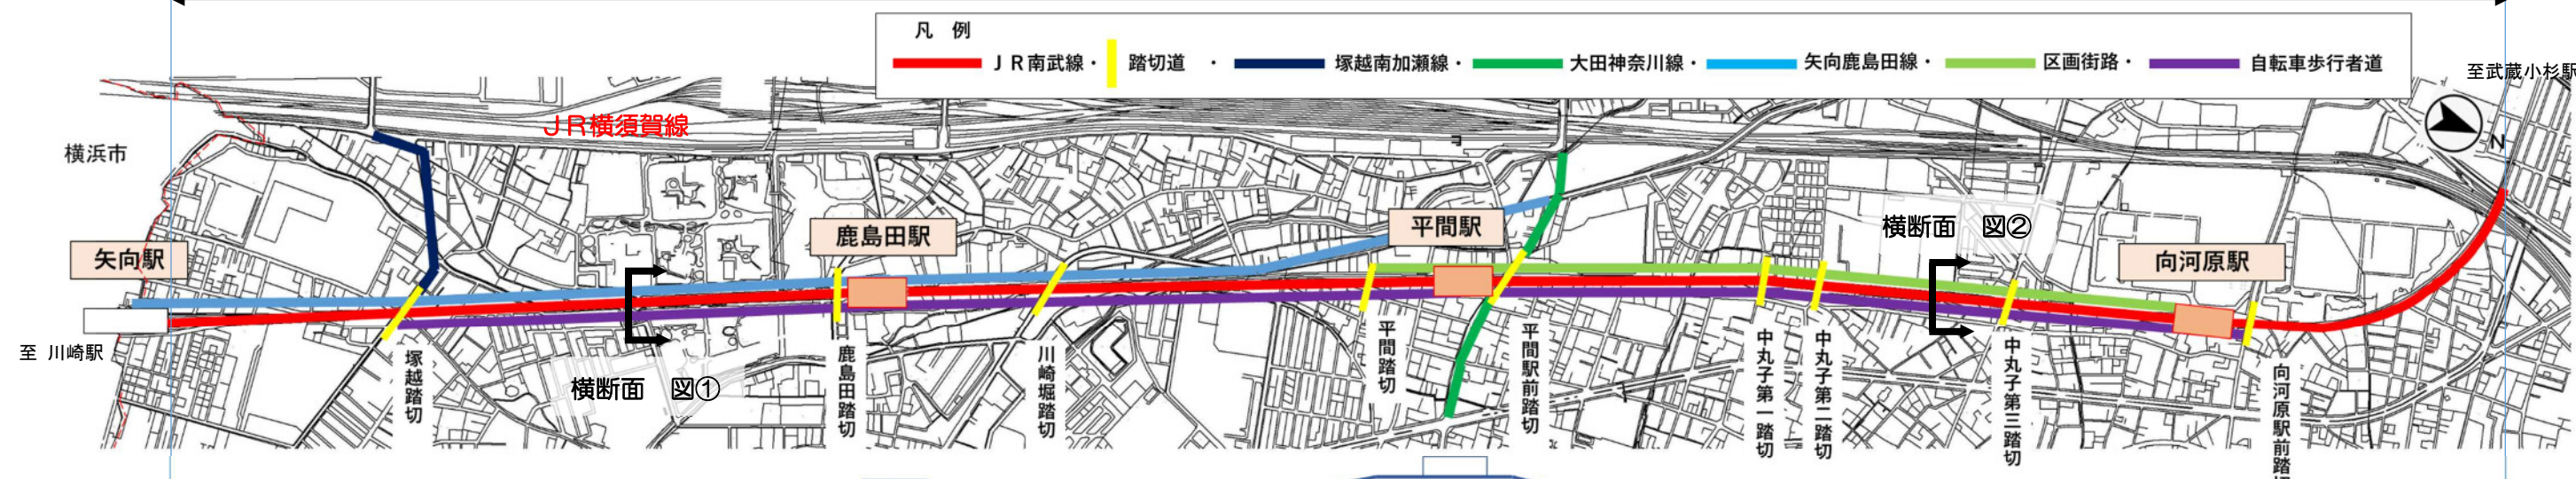 凡 例
ＪＲ南武線・
踏切道 ・
塚越南加瀬線・
大田神奈川線・
矢向鹿島田線・
区画街路・
自転車歩行者道
至武蔵小杉駅
ＪＲ横須賀線
横浜市
N
矢向駅
鹿島田駅
平間駅
横断面 図②
向河原駅
至 川崎駅
横断面 図①
塚越踏切
鹿島田踏切
川崎堀踏切
平間踏切
平間駅前踏切
中丸子第一踏切
中丸子第二踏切
中丸子第三踏切
向河原駅前踏切